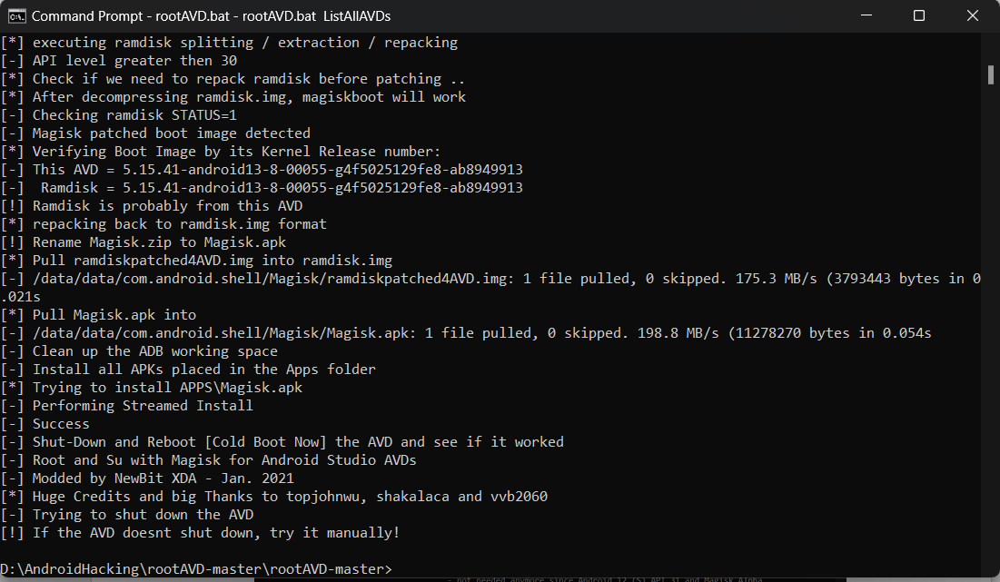 Command Prompt - rootAVD.bat - rootAVD.bat  ListAllAVDs
[*] executing ramdisk splitting / extraction / repacking
[-] API level greater then 30
[*] Check if we need to repack ramdisk before patching ..
[*] After decompressing ramdisk.img, magiskboot will work
[-] Checking ramdisk STATUS=1
[-] Magisk patched boot image detected
[*] Verifying Boot Image by its Kernel Release number:
[-] This AVD = 5.15.41-android13-8-00055-g4f5025129fe8-ab8949913
[-]  Ramdisk = 5.15.41-android13-8-00055-g4f5025129fe8-ab8949913
[!] Ramdisk is probably from this AVD
[*] repacking back to ramdisk.img format
[!] Rename Magisk.zip to Magisk.apk
[*] Pull ramdiskpatched4AVD.img into ramdisk.img
[-] /data/data/com.android.shell/Magisk/ramdiskpatched4AVD.img: 1 file pulled, 0 skipped. 175.3 MB/s (3793443 bytes in 0
.021s
[*] Pull Magisk.apk into
[-] /data/data/com.android.shell/Magisk/Magisk.apk: 1 file pulled, 0 skipped. 198.8 MB/s (11278270 bytes in 0.054s
[-] Clean up the ADB working space
[-] Install all APKs placed in the Apps folder
[*] Trying to install APPS\Magisk.apk
[-] Performing Streamed Install
[-] Success
[-] Shut-Down and Reboot [Cold Boot Now] the AVD and see if it worked
[-] Root and Su with Magisk for Android Studio AVDs
[-] Modded by NewBit XDA - Jan. 2021
[*] Huge Credits and big Thanks to topjohnwu, shakalaca and vvb2060
[-] Trying to shut down the AVD
[!] If the AVD doesnt shut down, try it manually!
D:\AndroidHacking\rootAVD-master\rootAVD-master>
- not needed anymore since Android 12 (S) API 31 and Magisk Alpha